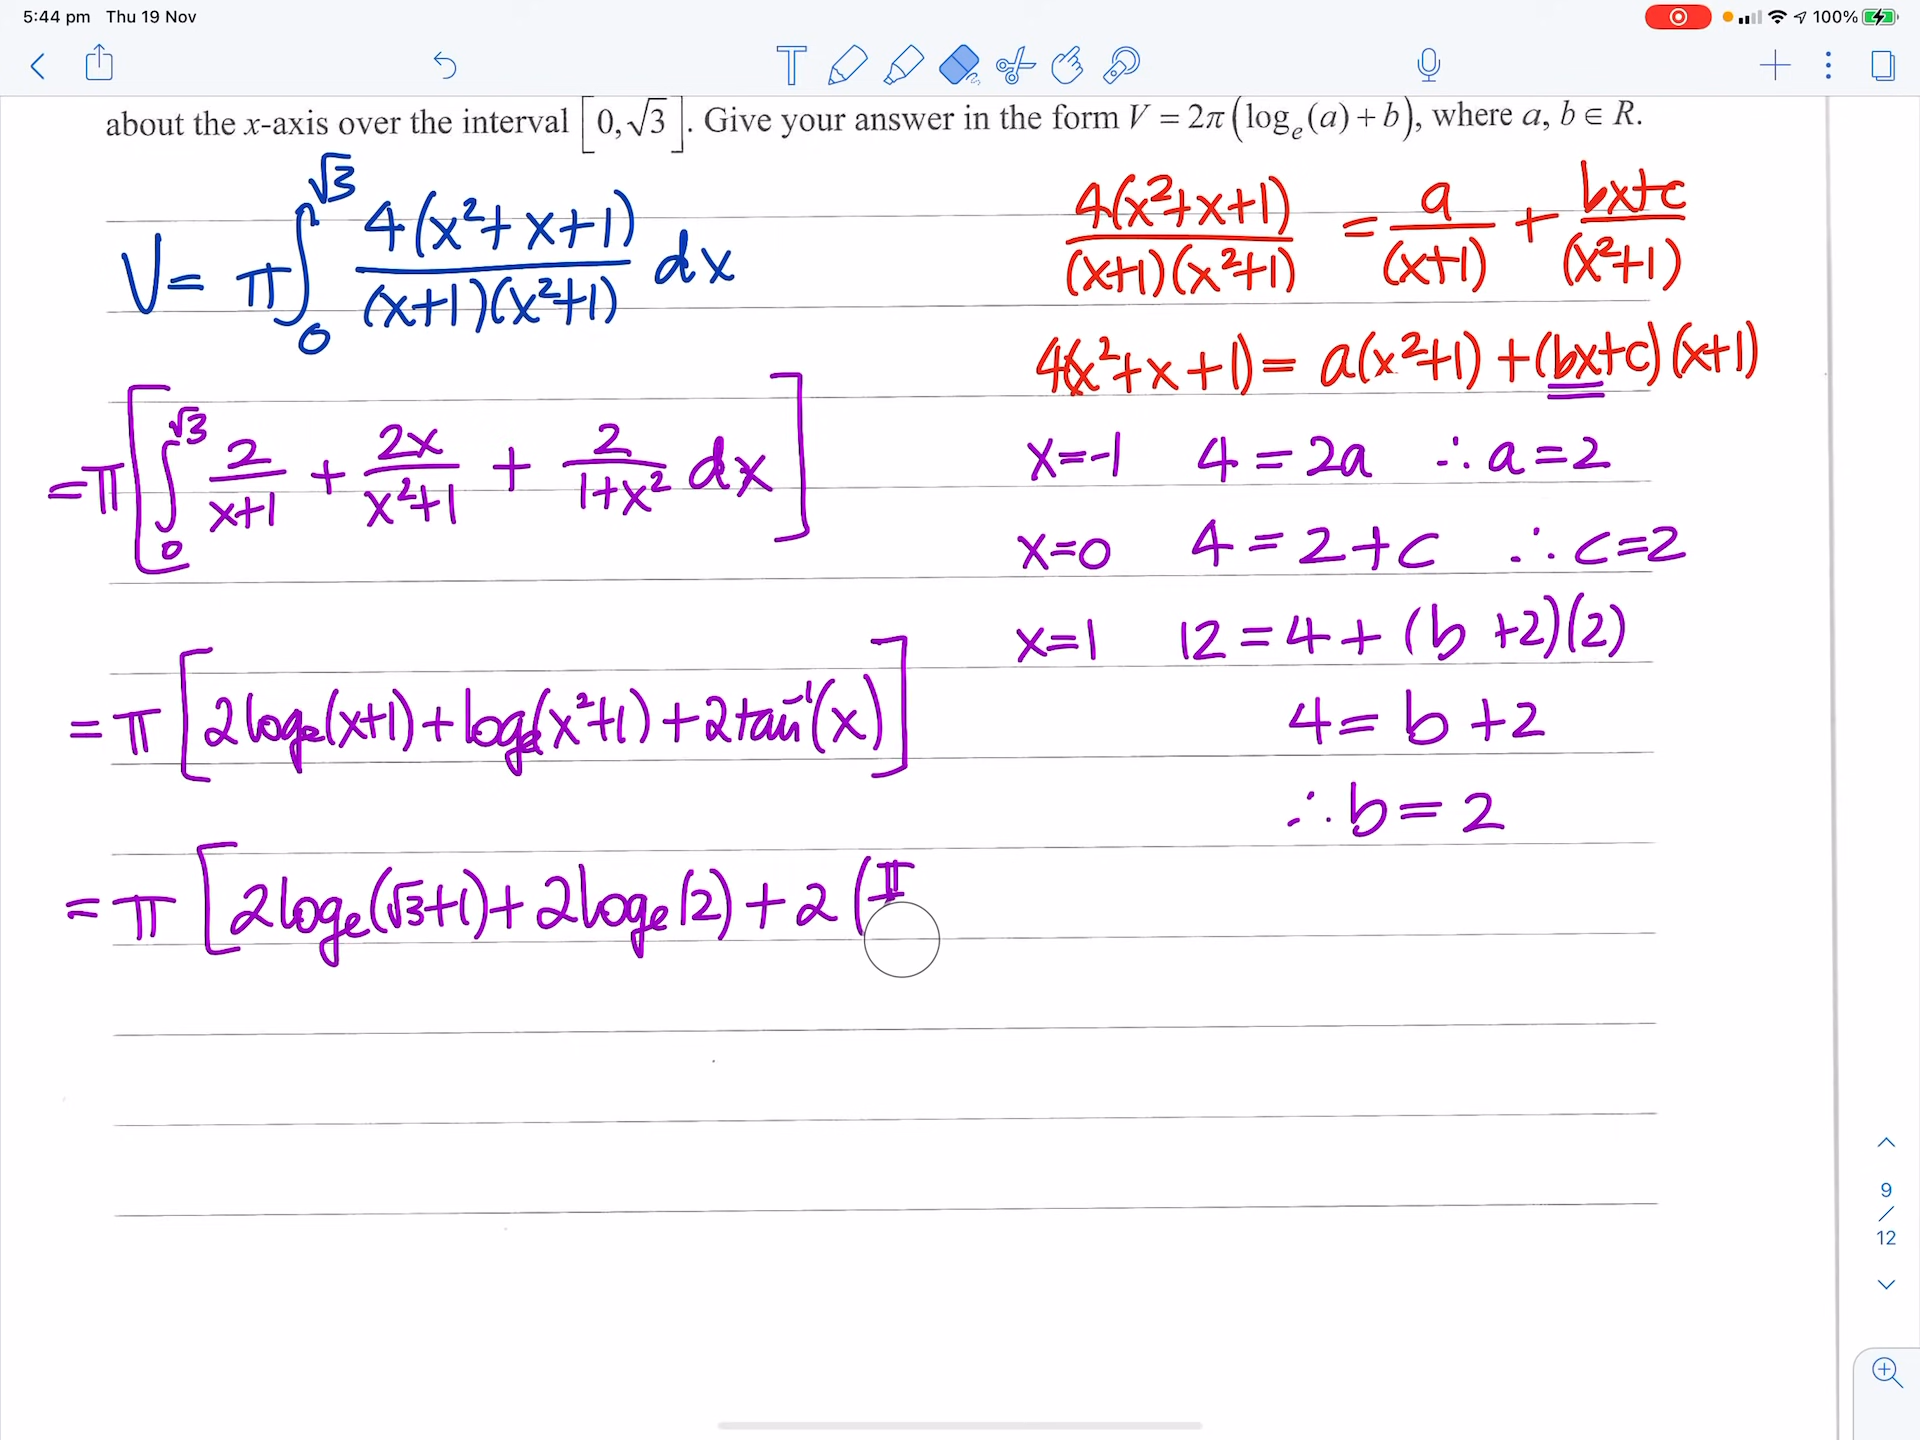 5:44 pm Thu 19 Nov
100%
about the x-axis over the interval [0, √3]. Give your answer in the form V = 2π(logₑ(a) + b), where a, b ∈ R.
V = π ∫₀^√3 4(x²+x+1)/(x+1)(x²+1) dx
= π [∫₀^√3 2/x+1 + 2x/x²+1 + 2/1+x² dx]
= π [2logₑ(x+1) + logₑ(x²+1) + 2tan⁻¹(x)]
= π [2logₑ(√3+1) + 2logₑ(2) + 2(π
4(x²+x+1)/(x+1)(x²+1) = a/(x+1) + bx+c/(x²+1)
4(x²+x+1) = a(x²+1) + (bx+c)(x+1)
x=-1 4 = 2a ∴ a = 2
x=0 4 = 2+c ∴ c=2
x=1 12 = 4 + (b +2)(2)
4 = b +2
∴ b = 2
9
/
12